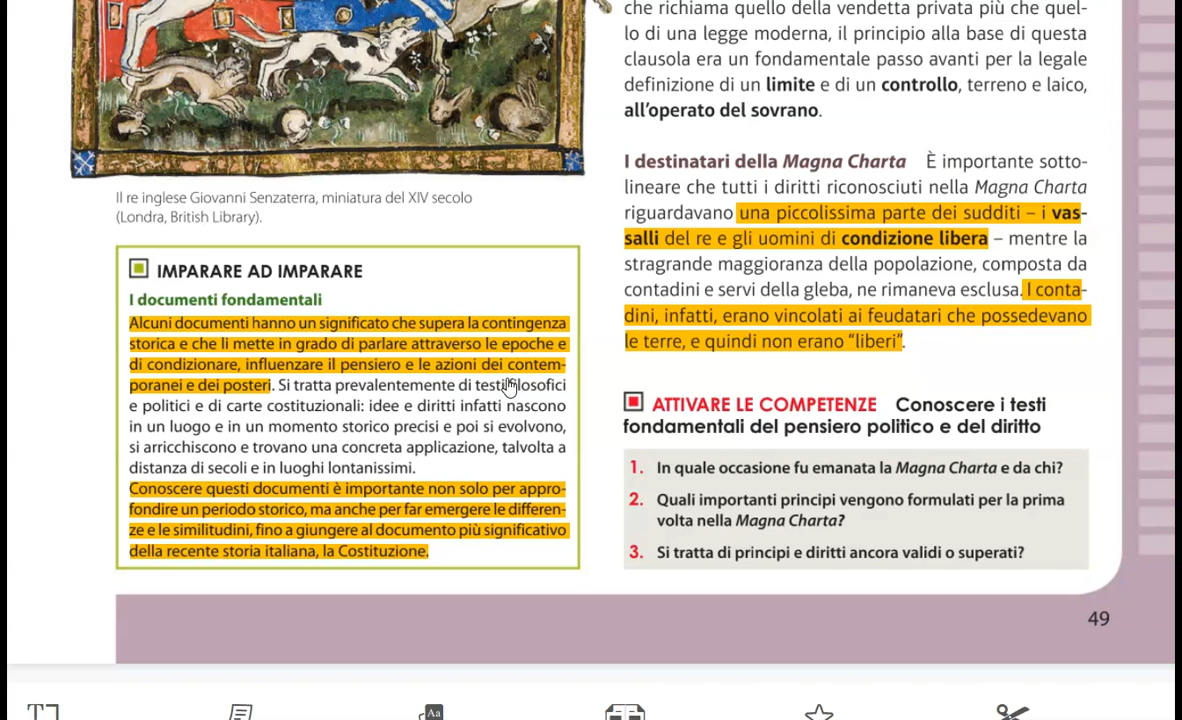 che richiama quello della vendetta privata più che quel-
lo di una legge moderna, il principio alla base di questa
clausola era un fondamentale passo avanti per la legale
definizione di un limite e di un controllo, terreno e laico,
all'operato del sovrano.
I destinatari della Magna Charta È importante sotto-
lineare che tutti i diritti riconosciuti nella Magna Charta
riguardavano una piccolissima parte dei sudditi – i vas-
salli del re e gli uomini di condizione libera – mentre la
stragrande maggioranza della popolazione, composta da
contadini e servi della gleba, ne rimaneva esclusa. I conta-
dini, infatti, erano vincolati ai feudatari che possedevano
le terre, e quindi non erano “liberi”.
Il re inglese Giovanni Senzaterra, miniatura del XIV secolo
(Londra, British Library).
IMPARARE AD IMPARARE
I documenti fondamentali
Alcuni documenti hanno un significato che supera la contingenza
storica e che li mette in grado di parlare attraverso le epoche e
di condizionare, influenzare il pensiero e le azioni dei contem-
poranei e dei posteri. Si tratta prevalentemente di testi filosofici
e politici e di carte costituzionali: idee e diritti infatti nascono
in un luogo e in un momento storico precisi e poi si evolvono,
si arricchiscono e trovano una concreta applicazione, talvolta a
distanza di secoli e in luoghi lontanissimi.
Conoscere questi documenti è importante non solo per appro-
fondire un periodo storico, ma anche per far emergere le differen-
ze e le similitudini, fino a giungere al documento più significativo
della recente storia italiana, la Costituzione.
ATTIVARE LE COMPETENZE Conoscere i testi
fondamentali del pensiero politico e del diritto
1. In quale occasione fu emanata la Magna Charta e da chi?
2. Quali importanti principi vengono formulati per la prima
volta nella Magna Charta?
3. Si tratta di principi e diritti ancora validi o superati?
49
T
Aa